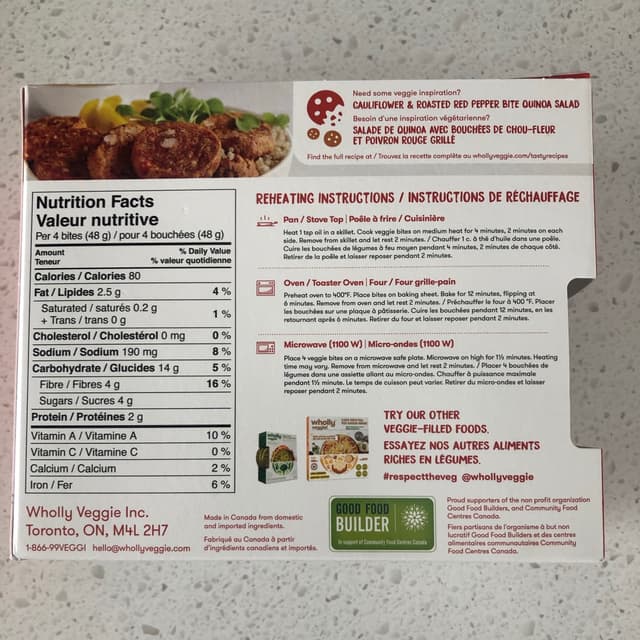 Need some veggie inspiration?
CAULIFLOWER & ROASTED RED PEPPER BITE QUINOA SALAD
Besoin d'une inspiration végétarienne?
SALADE DE QUINOA AVEC BOUCHÉES DE CHOU-FLEUR
ET POIVRON ROUGE GRILLÉ
Find the full recipe at / Trouvez la recette complète au whollyveggie.com/tastyrecipes
Nutrition Facts
Valeur nutritive
Per 4 bites (48 g) / pour 4 bouchées (48 g)
Amount % Daily Value
Teneur % valeur quotidienne
Calories / Calories 80
Fat / Lipides 2.5 g 4 %
Saturated / saturés 0.2 g
+ Trans / trans 0 g 1 %
Cholesterol / Cholestérol 0 mg 0 %
Sodium / Sodium 190 mg 8 %
Carbohydrate / Glucides 14 g 5 %
Fibre / Fibres 4 g 16 %
Sugars / Sucres 4 g
Protein / Protéines 2 g
Vitamin A / Vitamine A 10 %
Vitamin C / Vitamine C 0 %
Calcium / Calcium 2 %
Iron / Fer 6 %
REHEATING INSTRUCTIONS / INSTRUCTIONS DE RÉCHAUFFAGE
Pan / Stove Top | Poêle à frire / Cuisinière
Heat 1 tsp oil in a skillet. Cook veggie bites on medium heat for 4 minutes, 2 minutes on each
side. Remove from skillet and let rest 2 minutes. / Chauffer 1 c. à thé d'huile dans une poêle.
Cuire les bouchées de légumes à feu moyen pendant 4 minutes, 2 minutes de chaque côté.
Retirer de la poêle et laisser reposer pendant 2 minutes.
Oven / Toaster Oven | Four / Four grille-pain
Preheat oven to 400°F. Place bites on baking sheet. Bake for 12 minutes, flipping at
6 minutes. Remove from oven and let rest 2 minutes. / Préchauffer le four à 400 °F. Placer
les bouchées sur une plaque à pâtisserie. Cuire les bouchées pendant 12 minutes, en les
retournant après 6 minutes. Retirer du four et laisser reposer pendant 2 minutes.
Microwave (1100 W) | Micro-ondes (1100 W)
Place 4 veggie bites on a microwave safe plate. Microwave on high for 1½ minutes. Heating
time may vary. Remove from microwave and let rest 2 minutes. / Placer 4 bouchées de
légumes dans une assiette allant au micro-ondes. Chauffer à puissance maximale
pendant 1½ minute. Le temps de cuisson peut varier. Retirer du micro-ondes et laisser
reposer pendant 2 minutes.
wholly
veggie!
TRY OUR OTHER
VEGGIE-FILLED FOODS.
ESSAYEZ NOS AUTRES ALIMENTS
RICHES EN LÉGUMES.
#respecttheveg @whollyveggie
Wholly Veggie Inc.
Toronto, ON, M4L 2H7
1-866-99VEGGI hello@whollyveggie.com
Made in Canada from domestic
and imported ingredients.
Fabriqué au Canada à partir
d'ingrédients canadiens et importés.
GOOD FOOD
BUILDER
In support of Community Food Centres Canada
Proud supporters of the non profit organization
Good Food Builders, and Community Food
Centres Canada.
Fiers partisans de l'organisme à but non
lucratif Good Food Builders et des centres
alimentaires communautaires Community
Food Centres Canada.